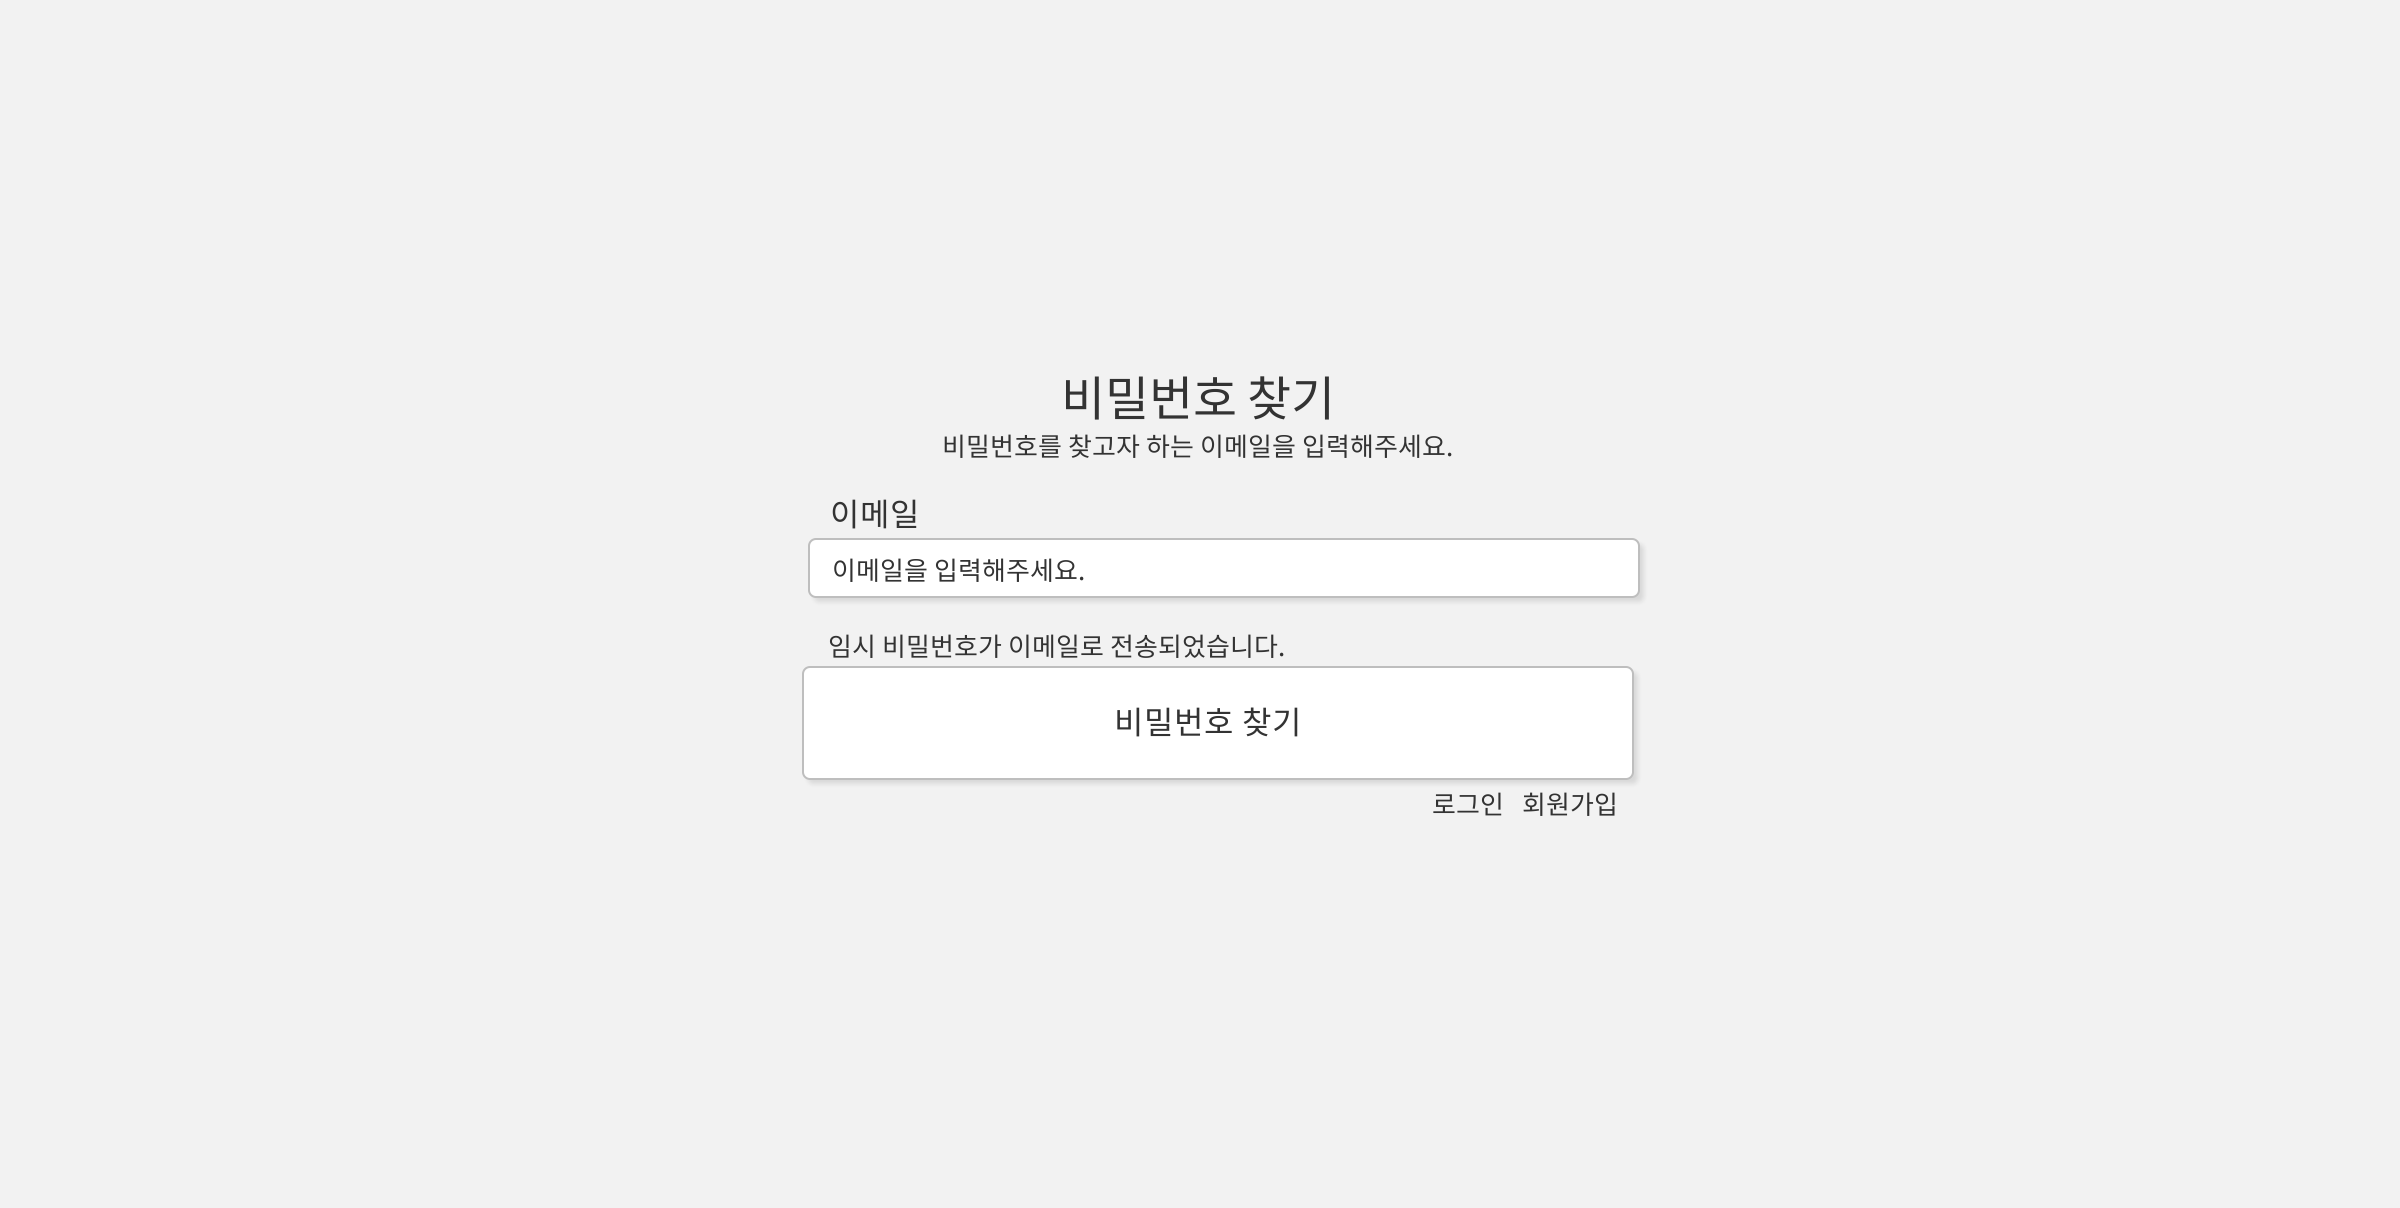 비밀번호 찾기
비밀번호를 찾고자 하는 이메일을 입력해주세요.
이메일
이메일을 입력해주세요.
임시 비밀번호가 이메일로 전송되었습니다.
비밀번호 찾기
로그인 회원가입